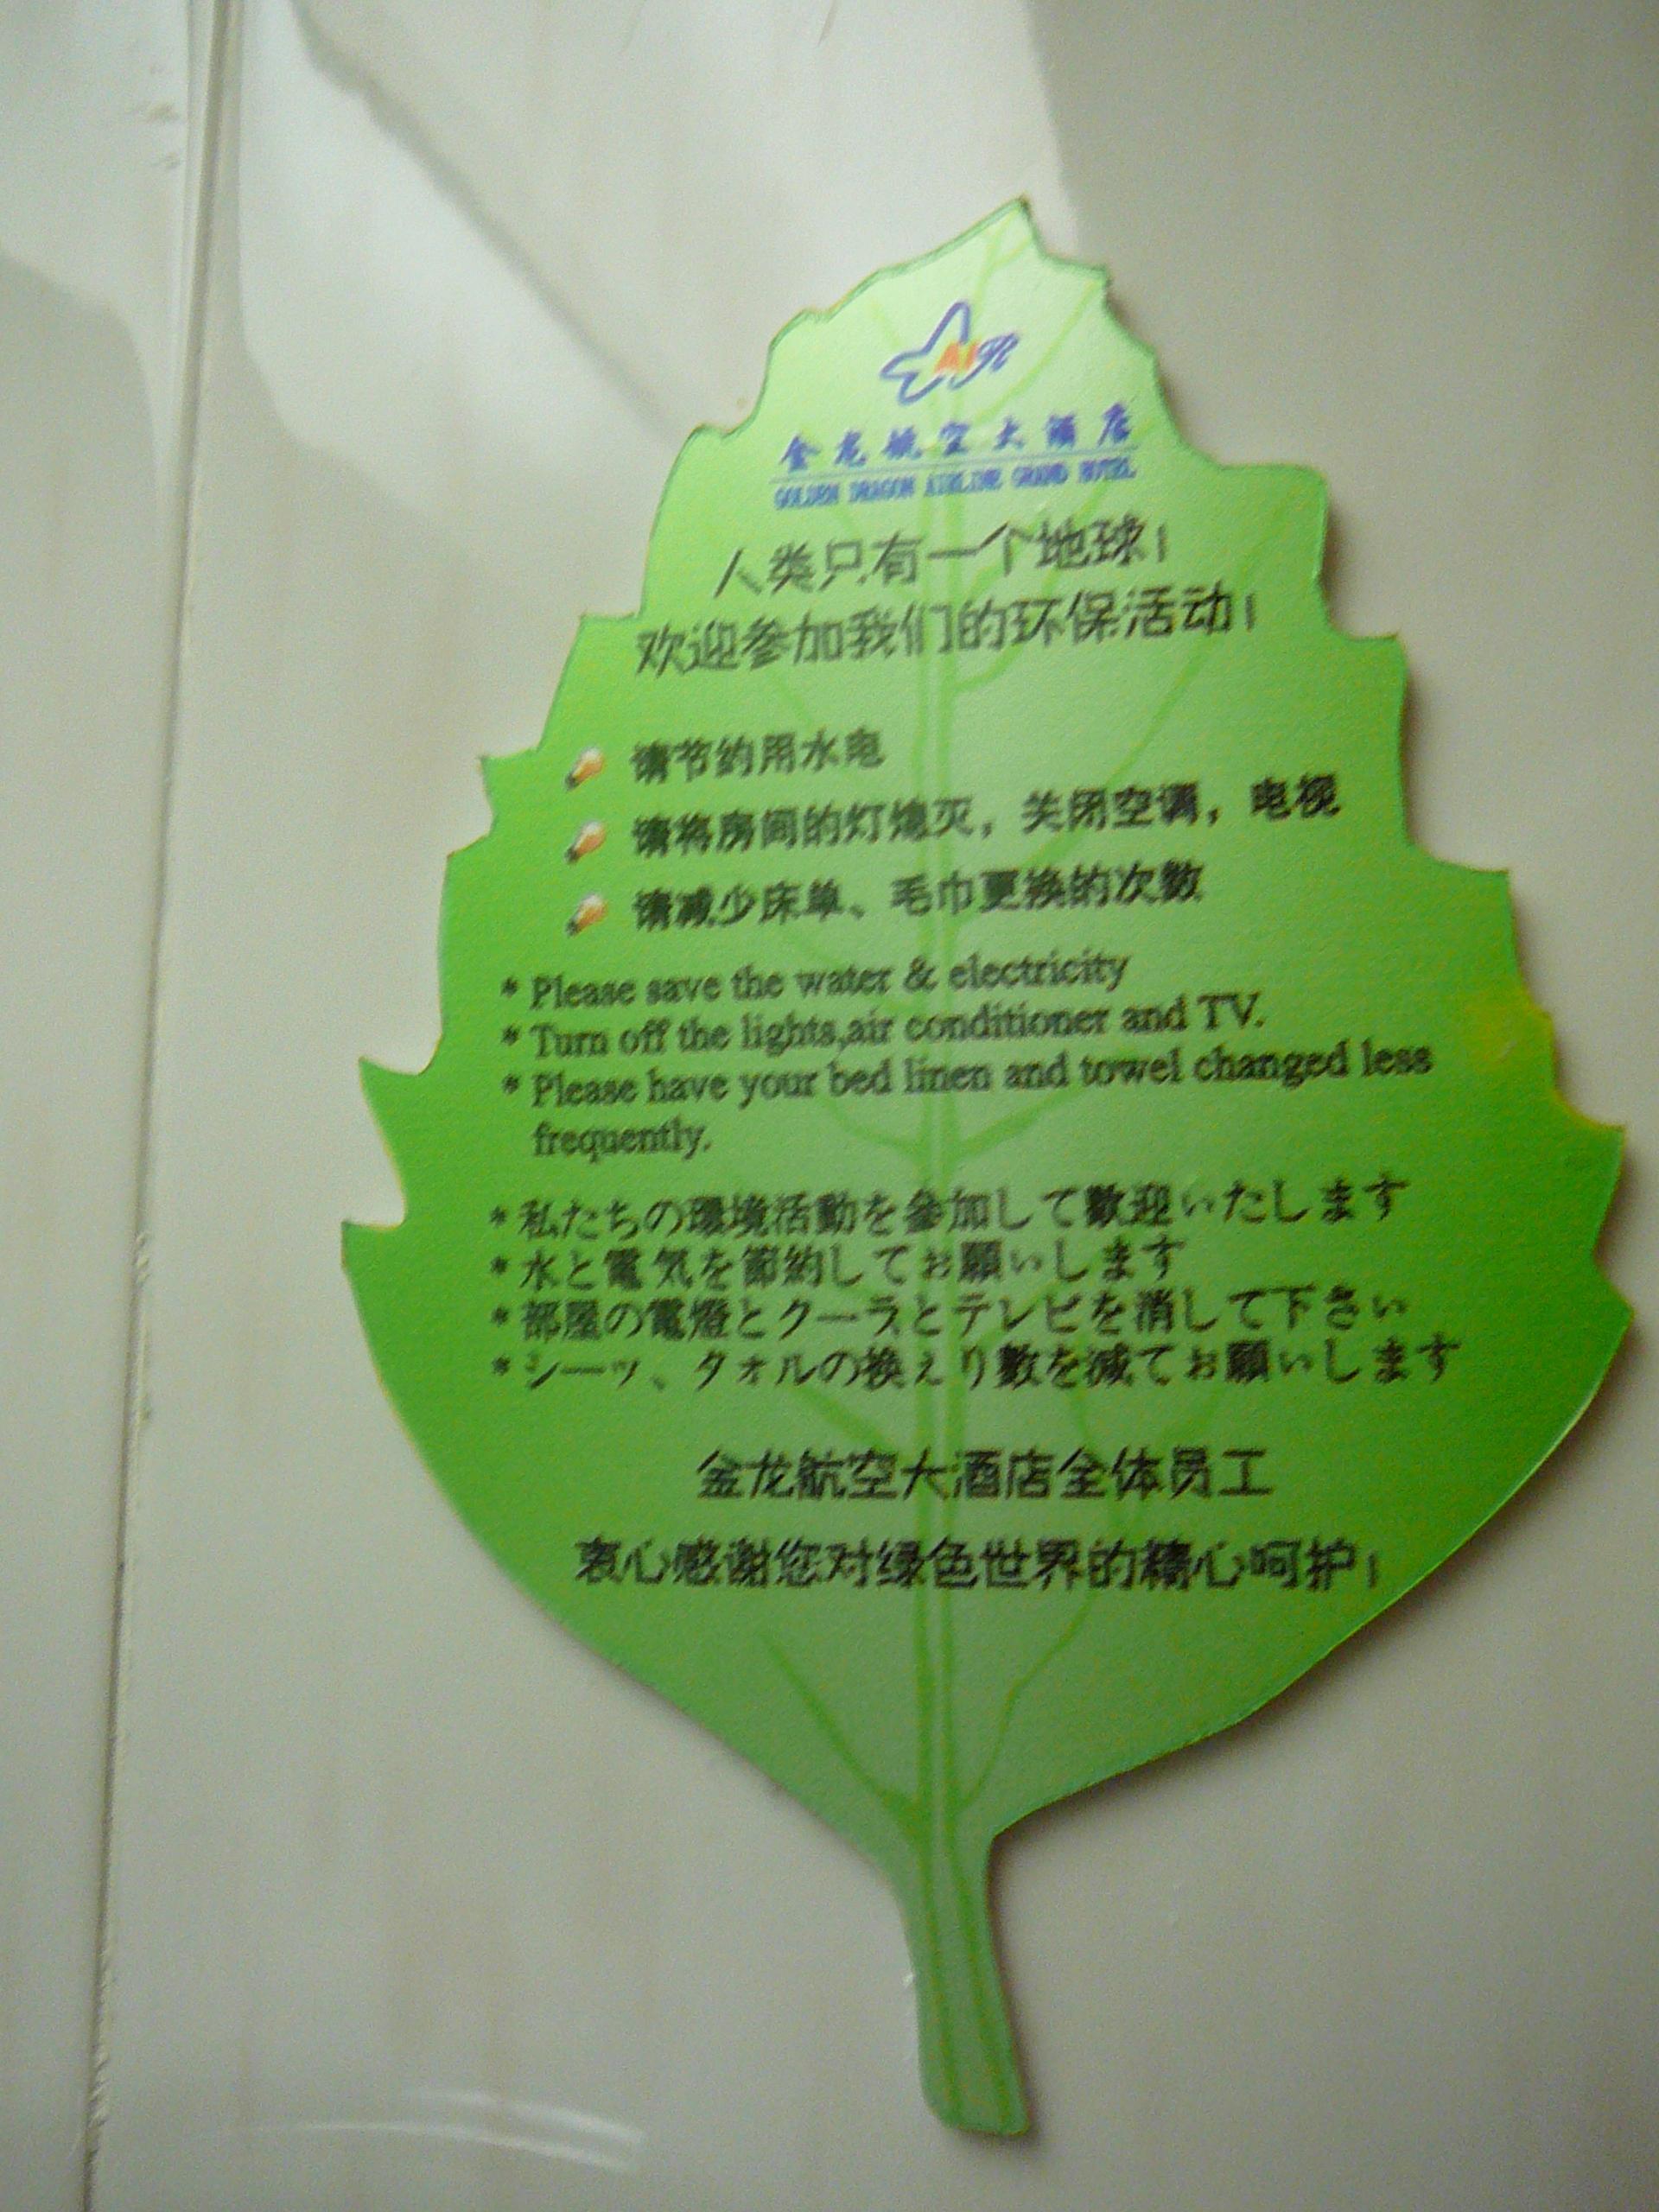 AIR
金龙航空大酒店
GOLDEN DRAGON AIRLINE GRAND HOTEL
人类只有一个地球！
欢迎参加我们的环保活动！
请节约用水电
请将房间的灯熄灭，关闭空调，电视
请减少床单、毛巾更换的次数
* Please save the water & electricity
* Turn off the lights,air conditioner and TV.
* Please have your bed linen and towel changed less
frequently.
*私たちの環境活動を參加して歡迎いたします
*水と電気を節約してお願いします
*部屋の電燈とクーラとテレビを消して下さい
*シーツ、タオルの換えり數を減てお願いします
金龙航空大酒店全体员工
衷心感谢您对绿色世界的精心呵护！